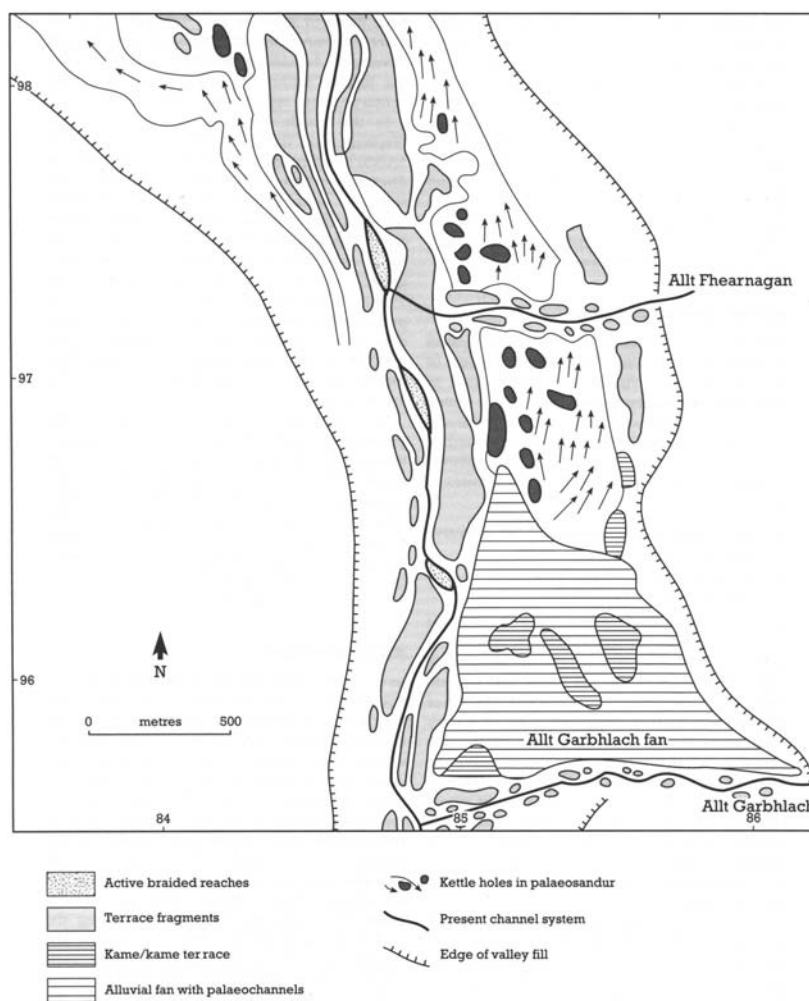 98
Allt Fhearnagan
97
96
N
0 metres 500
Allt Garbhlach fan
84
85
86
Allt Garbhlach
Active braided reaches
Terrace fragments
Kame/kame terrace
Alluvial fan with palaeochannels
Kettle holes in palaeosandur
Present channel system
Edge of valley fill